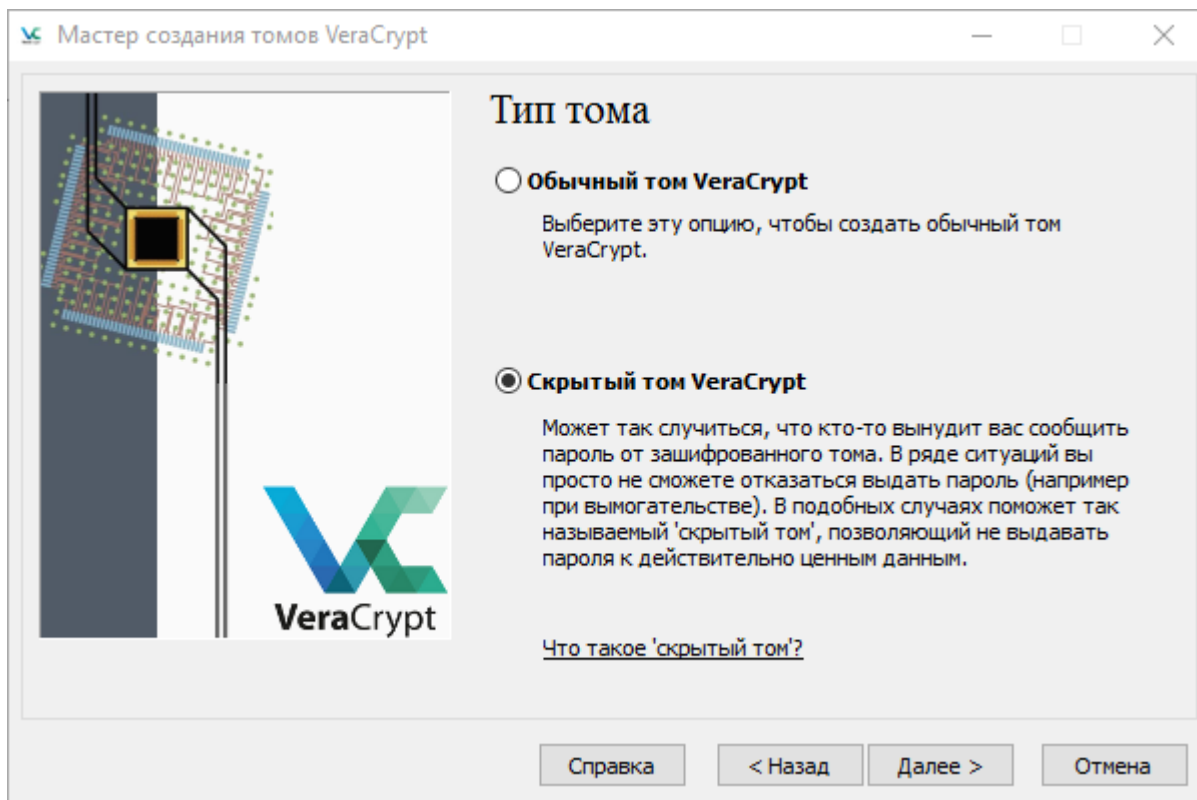 Мастер создания томов VeraCrypt
Тип тома
Обычный том VeraCrypt
Выберите эту опцию, чтобы создать обычный том
VeraCrypt.
Скрытый том VeraCrypt
Может так случиться, что кто-то вынудит вас сообщить
пароль от зашифрованного тома. В ряде ситуаций вы
просто не сможете отказаться выдать пароль (например
при вымогательстве). В подобных случаях поможет так
называемый 'скрытый том', позволяющий не выдавать
пароля к действительно ценным данным.
VeraCrypt
Что такое 'скрытый том'?
Справка
< Назад
Далее >
Отмена